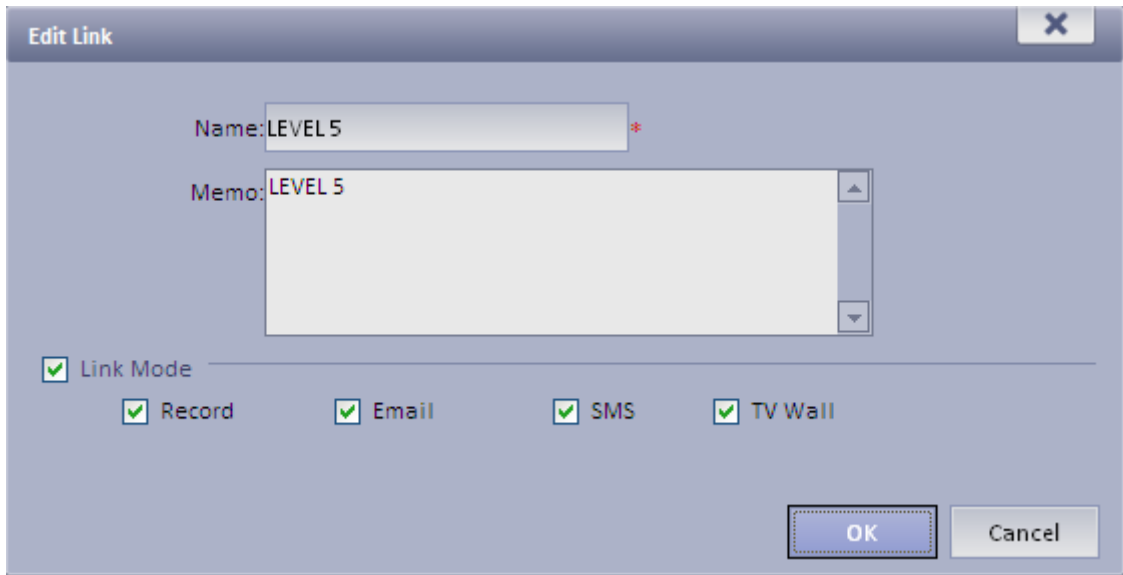 Edit Link
Name: LEVEL 5 *
Memo: LEVEL 5
Link Mode
Record Email SMS TV Wall
OK Cancel